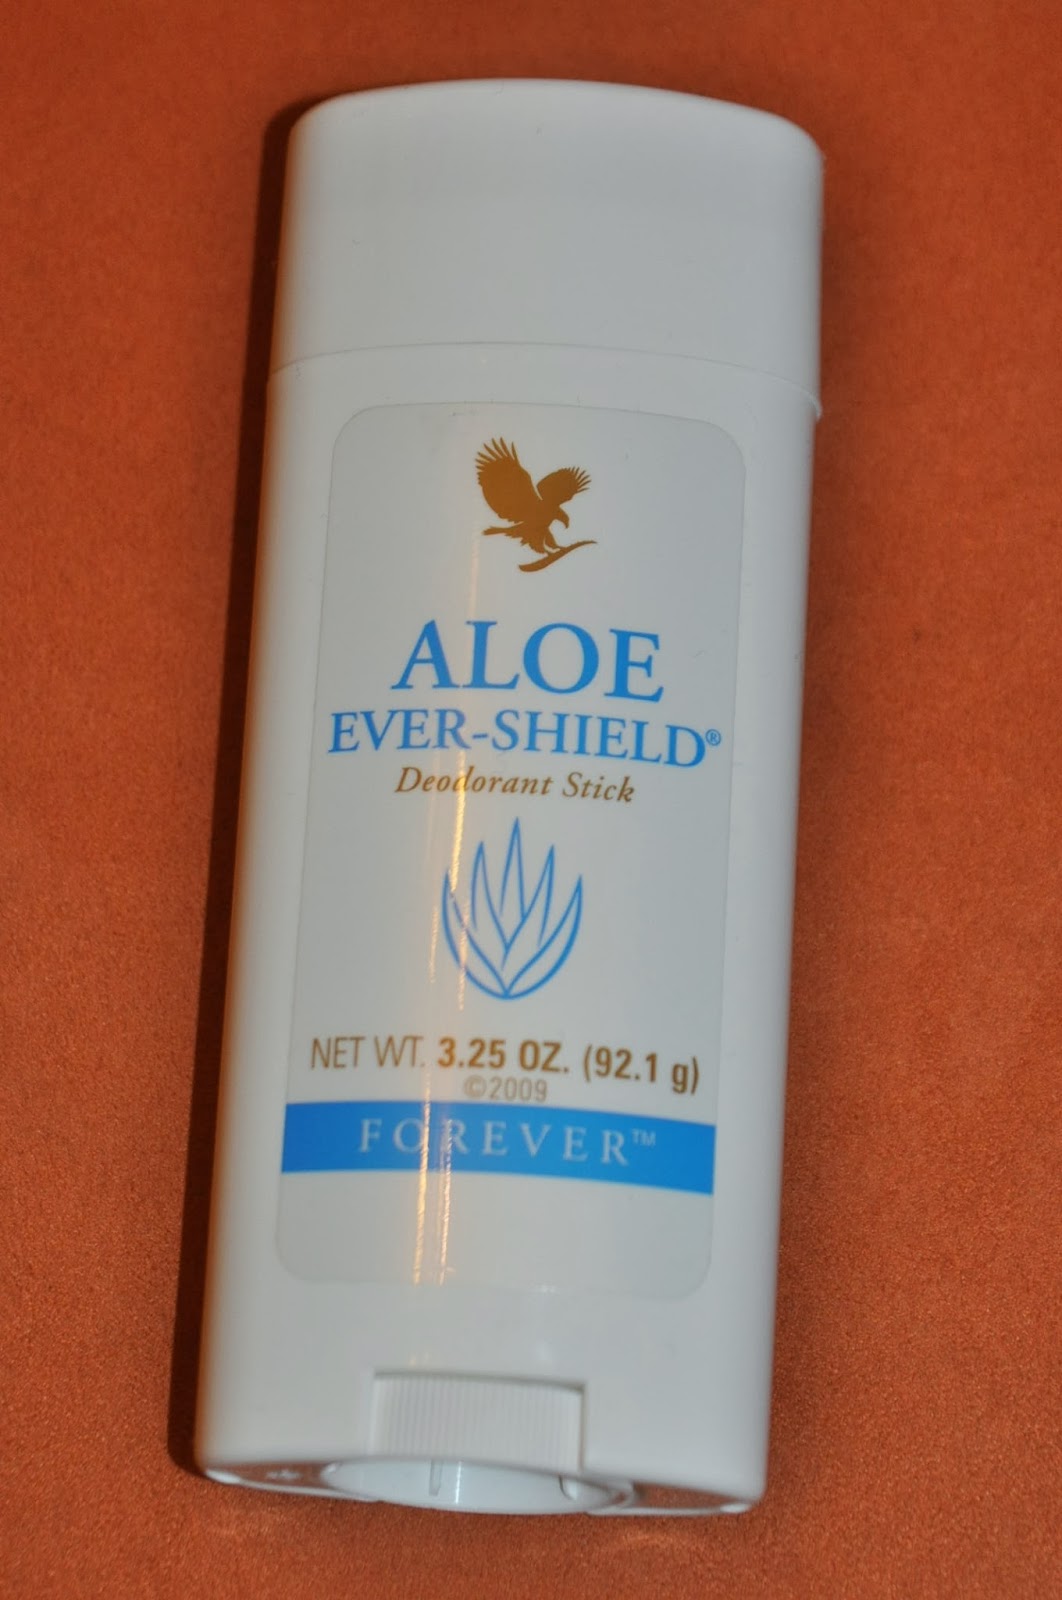 ALOE
EVER-SHIELD®
Deodorant Stick
NET WT. 3.25 OZ. (92.1 g)
©2009
FOREVER™